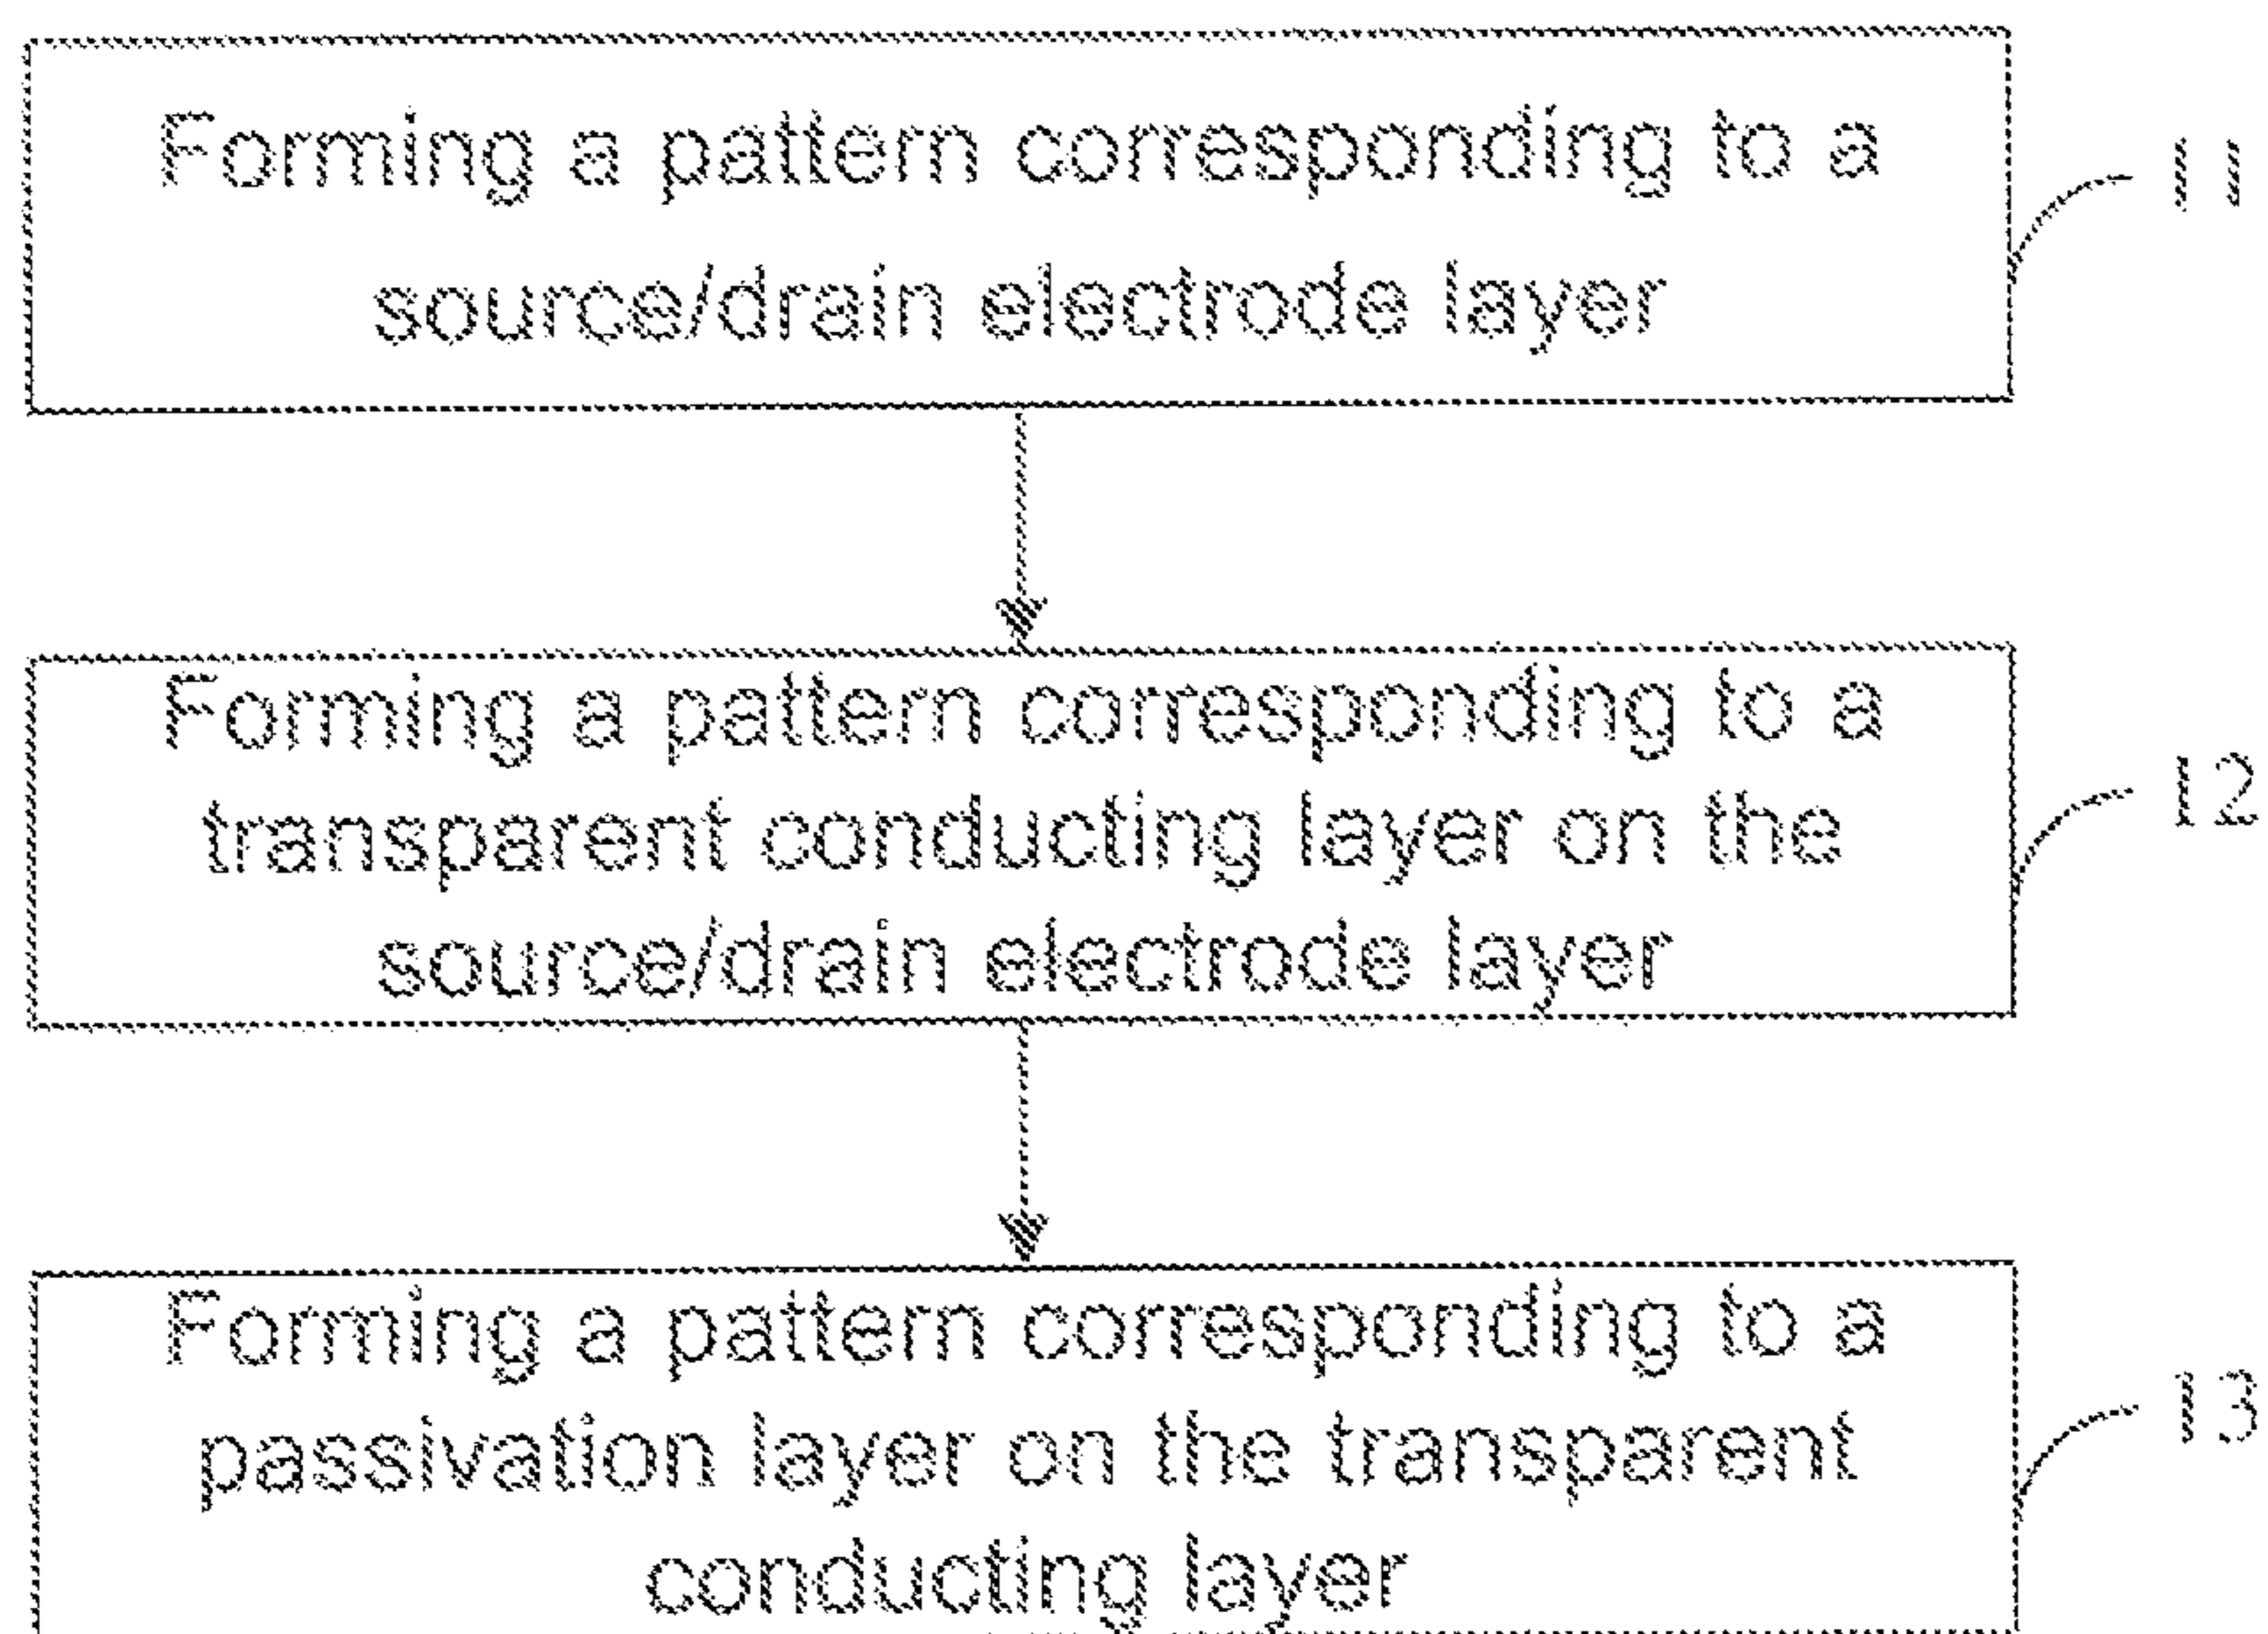 Forming a pattern corresponding to a
source/drain electrode layer
11
Forming a pattern corresponding to a
transparent conducting layer on the
source/drain electrode layer
12
Forming a pattern corresponding to a
passivation layer on the transparent
conducting layer
13